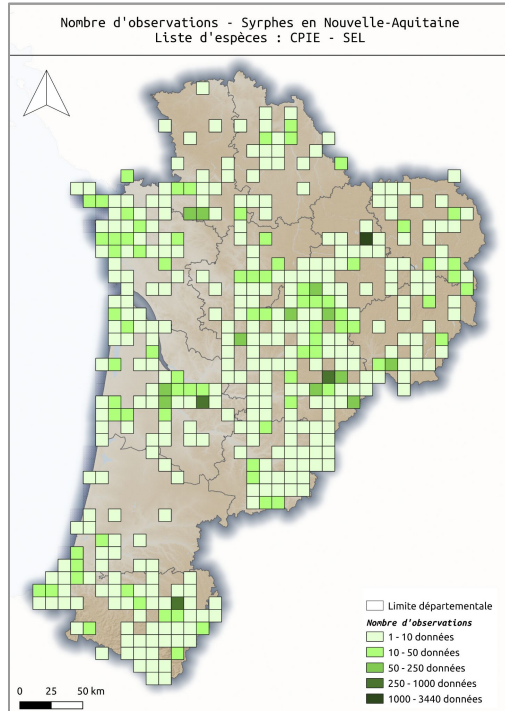 Nombre d'observations - Syrphes en Nouvelle-Aquitaine
Liste d'espèces : CPIE - SEL
Limite départementale
Nombre d'observations
1 - 10 données
10 - 50 données
50 - 250 données
250 - 1000 données
1000 - 3440 données
0 25 50 km